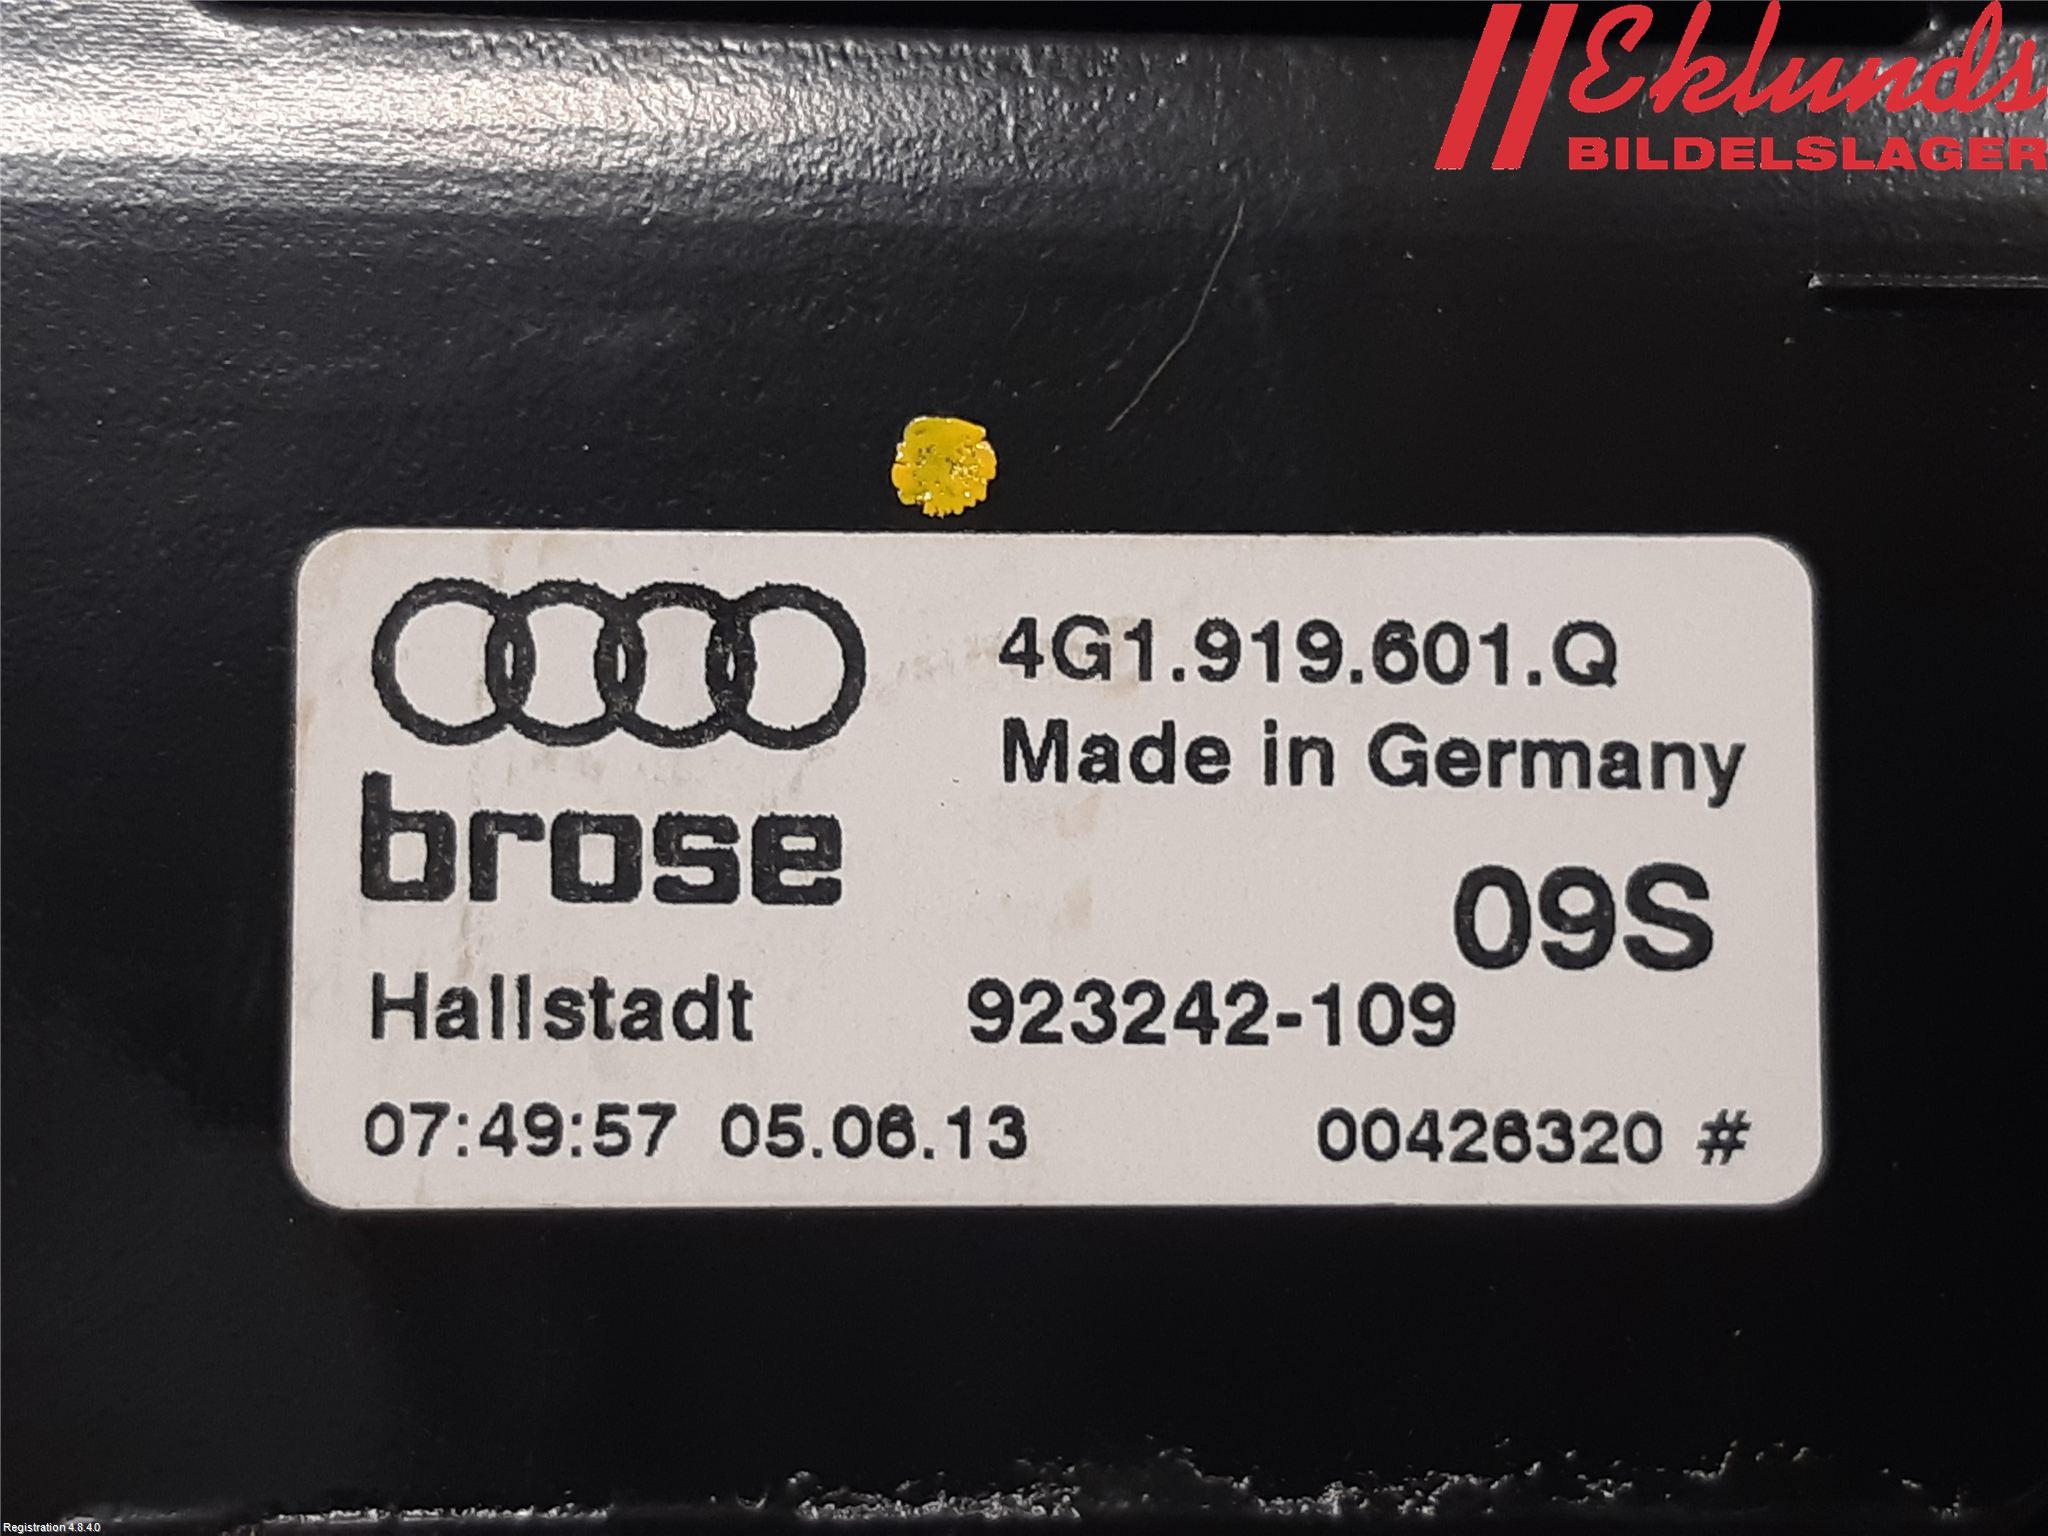 Eklunds
BILDELSLAGER
4G1.919.601.Q
Made in Germany
brose
09S
Hallstadt 923242-109
07:49:57 05.06.13 00426320 #
Registration 4.8.4.0